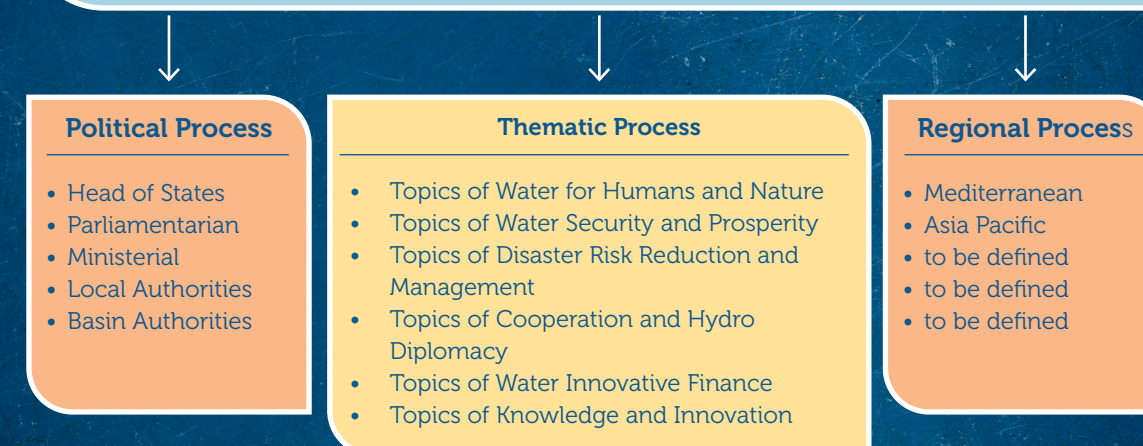 Political Process
• Head of States
• Parliamentarian
• Ministerial
• Local Authorities
• Basin Authorities
Thematic Process
• Topics of Water for Humans and Nature
• Topics of Water Security and Prosperity
• Topics of Disaster Risk Reduction and
Management
• Topics of Cooperation and Hydro
Diplomacy
• Topics of Water Innovative Finance
• Topics of Knowledge and Innovation
Regional Process
• Mediterranean
• Asia Pacific
• to be defined
• to be defined
• to be defined